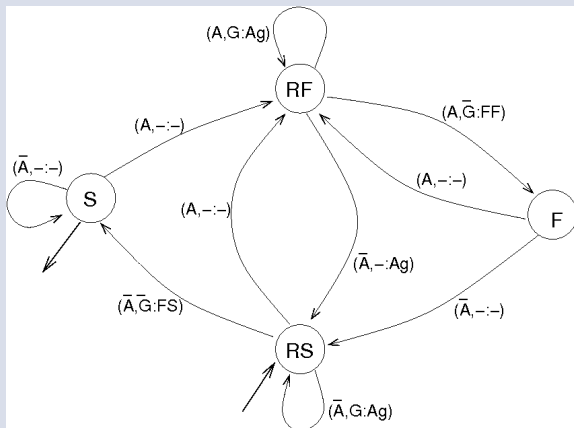 (A,G:Ag)
RF
(A,G̅:FF)
(A,–:–)
(A̅,–:–)
(A,–:–)
S
(A,–:–)
F
(A̅,–:Ag)
(A̅,G̅:FS)
(A̅,–:–)
RS
(A̅,G:Ag)